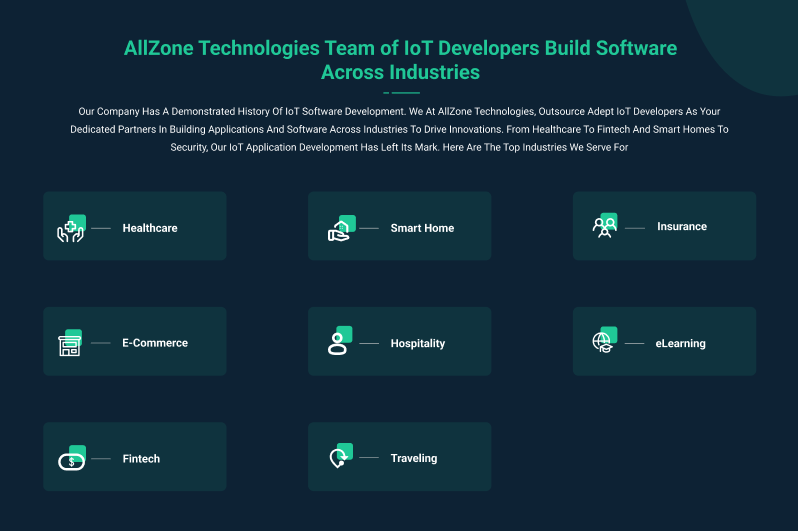 AllZone Technologies Team of IoT Developers Build Software
Across Industries
Our Company Has A Demonstrated History Of IoT Software Development. We At AllZone Technologies, Outsource Adept IoT Developers As Your
Dedicated Partners In Building Applications And Software Across Industries To Drive Innovations. From Healthcare To Fintech And Smart Homes To
Security, Our IoT Application Development Has Left Its Mark. Here Are The Top Industries We Serve For
Healthcare
Smart Home
Insurance
E-Commerce
Hospitality
eLearning
$
Fintech
Traveling